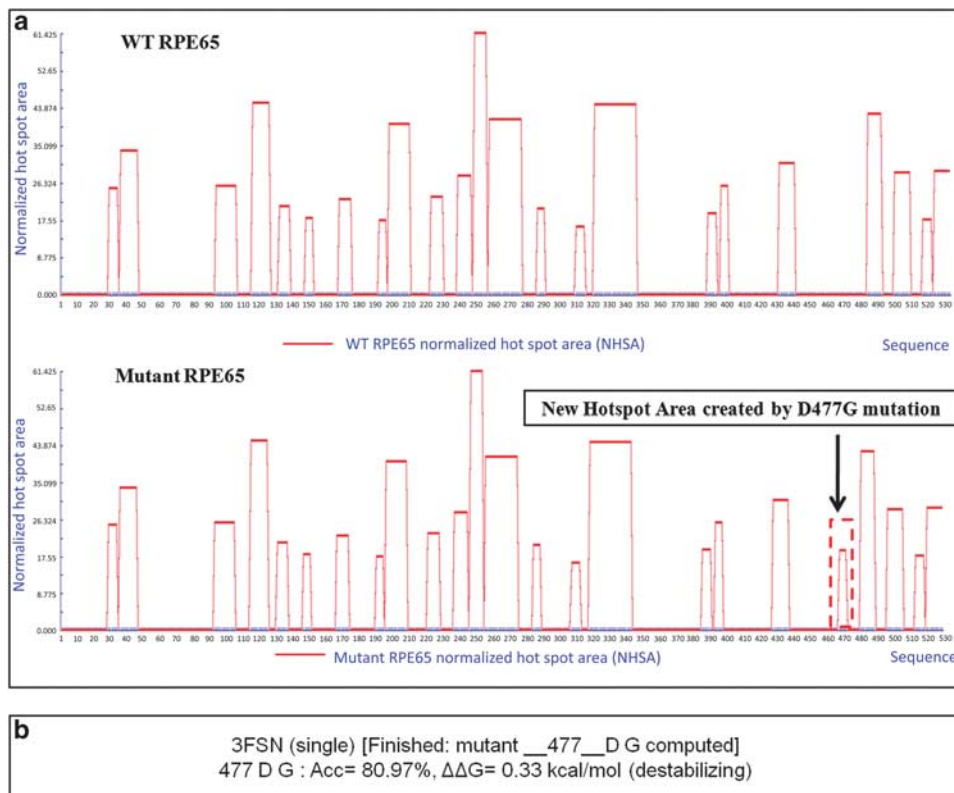 a
WT RPE65
Normalized hot spot area
61.425
52.65
43.874
35.099
26.324
17.55
8.775
0.000
1 10 20 30 40 50 60 70 80 90 100 110 120 130 140 150 160 170 180 190 200 210 220 230 240 250 260 270 280 290 300 310 320 330 340 350 360 370 380 390 400 410 420 430 440 450 460 470 480 490 500 510 520 530
WT RPE65 normalized hot spot area (NHSA)
Sequence
Mutant RPE65
New Hotspot Area created by D477G mutation
Normalized hot spot area
61.425
52.65
43.874
35.099
26.324
17.55
8.775
0.000
1 10 20 30 40 50 60 70 80 90 100 110 120 130 140 150 160 170 180 190 200 210 220 230 240 250 260 270 280 290 300 310 320 330 340 350 360 370 380 390 400 410 420 430 440 450 460 470 480 490 500 510 520 530
Mutant RPE65 normalized hot spot area (NHSA)
Sequence
b
3FSN (single) [Finished: mutant __477__D G computed]
477 D G : Acc= 80.97%, ΔΔG= 0.33 kcal/mol (destabilizing)